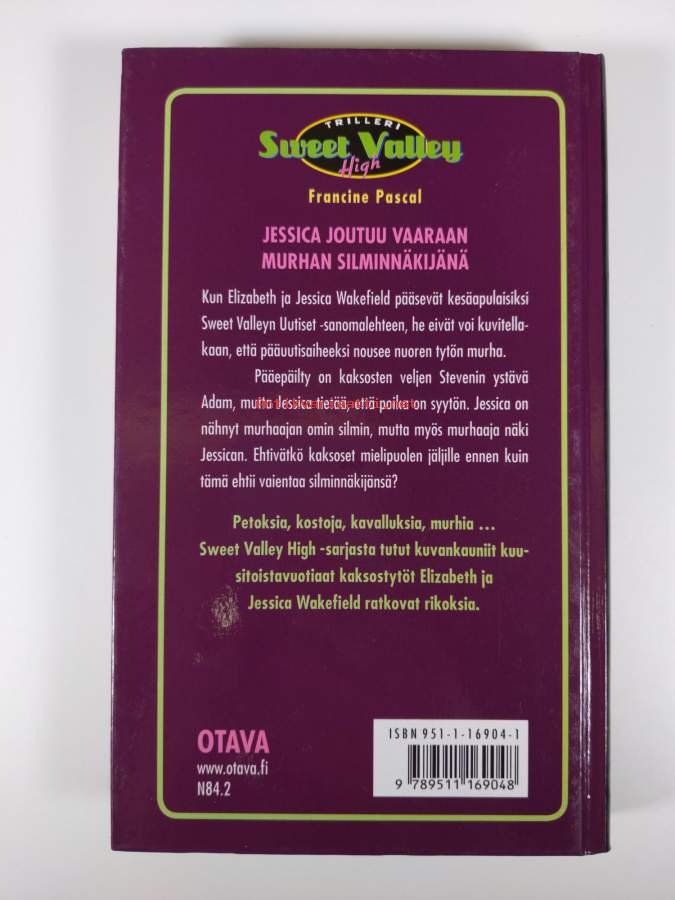 TRILLERI
Sweet Valley
High
Francine Pascal
JESSICA JOUTUU VAARAAN
MURHAN SILMINNÄKIJÄNÄ
Kun Elizabeth ja Jessica Wakefield pääsevät kesäapulaisiksi
Sweet Valleyn Uutiset -sanomalehteen, he eivät voi kuvitella-
kaan, että pääuutisaiheeksi nousee nuoren tytön murha.
Pääepäilty on kaksosten veljen Stevenin ystävä
Adam, mutta Jessica tietää että poika on syytön. Jessica on
nähnyt murhaajan omin silmin, mutta myös murhaaja näki
Jessican. Ehtivätkö kaksoset mielipuolen jäljille ennen kuin
tämä ehtii vaientaa silminnäkijänsä?
Petoksia, kostoja, kavalluksia, murhia ...
Sweet Valley High -sarjasta tutut kuvankauniit kuu-
sitoistavuotiaat kaksostytöt Elizabeth ja
Jessica Wakefield ratkovat rikoksia.
OTAVA
www.otava.fi
N84.2
ISBN 951-1-16904-1
9 789511 169048